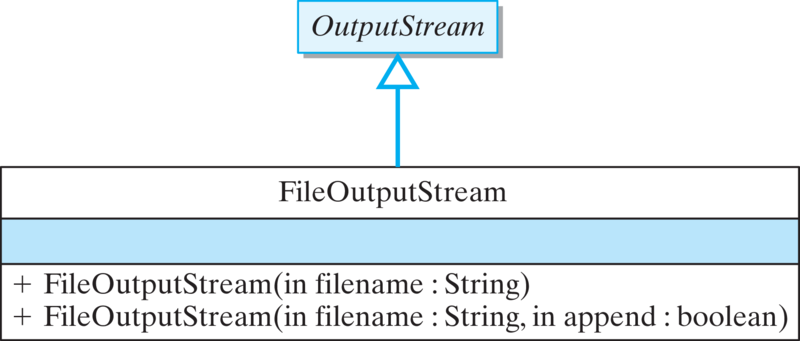 OutputStream
FileOutputStream
+ FileOutputStream(in filename : String)
+ FileOutputStream(in filename : String, in append : boolean)